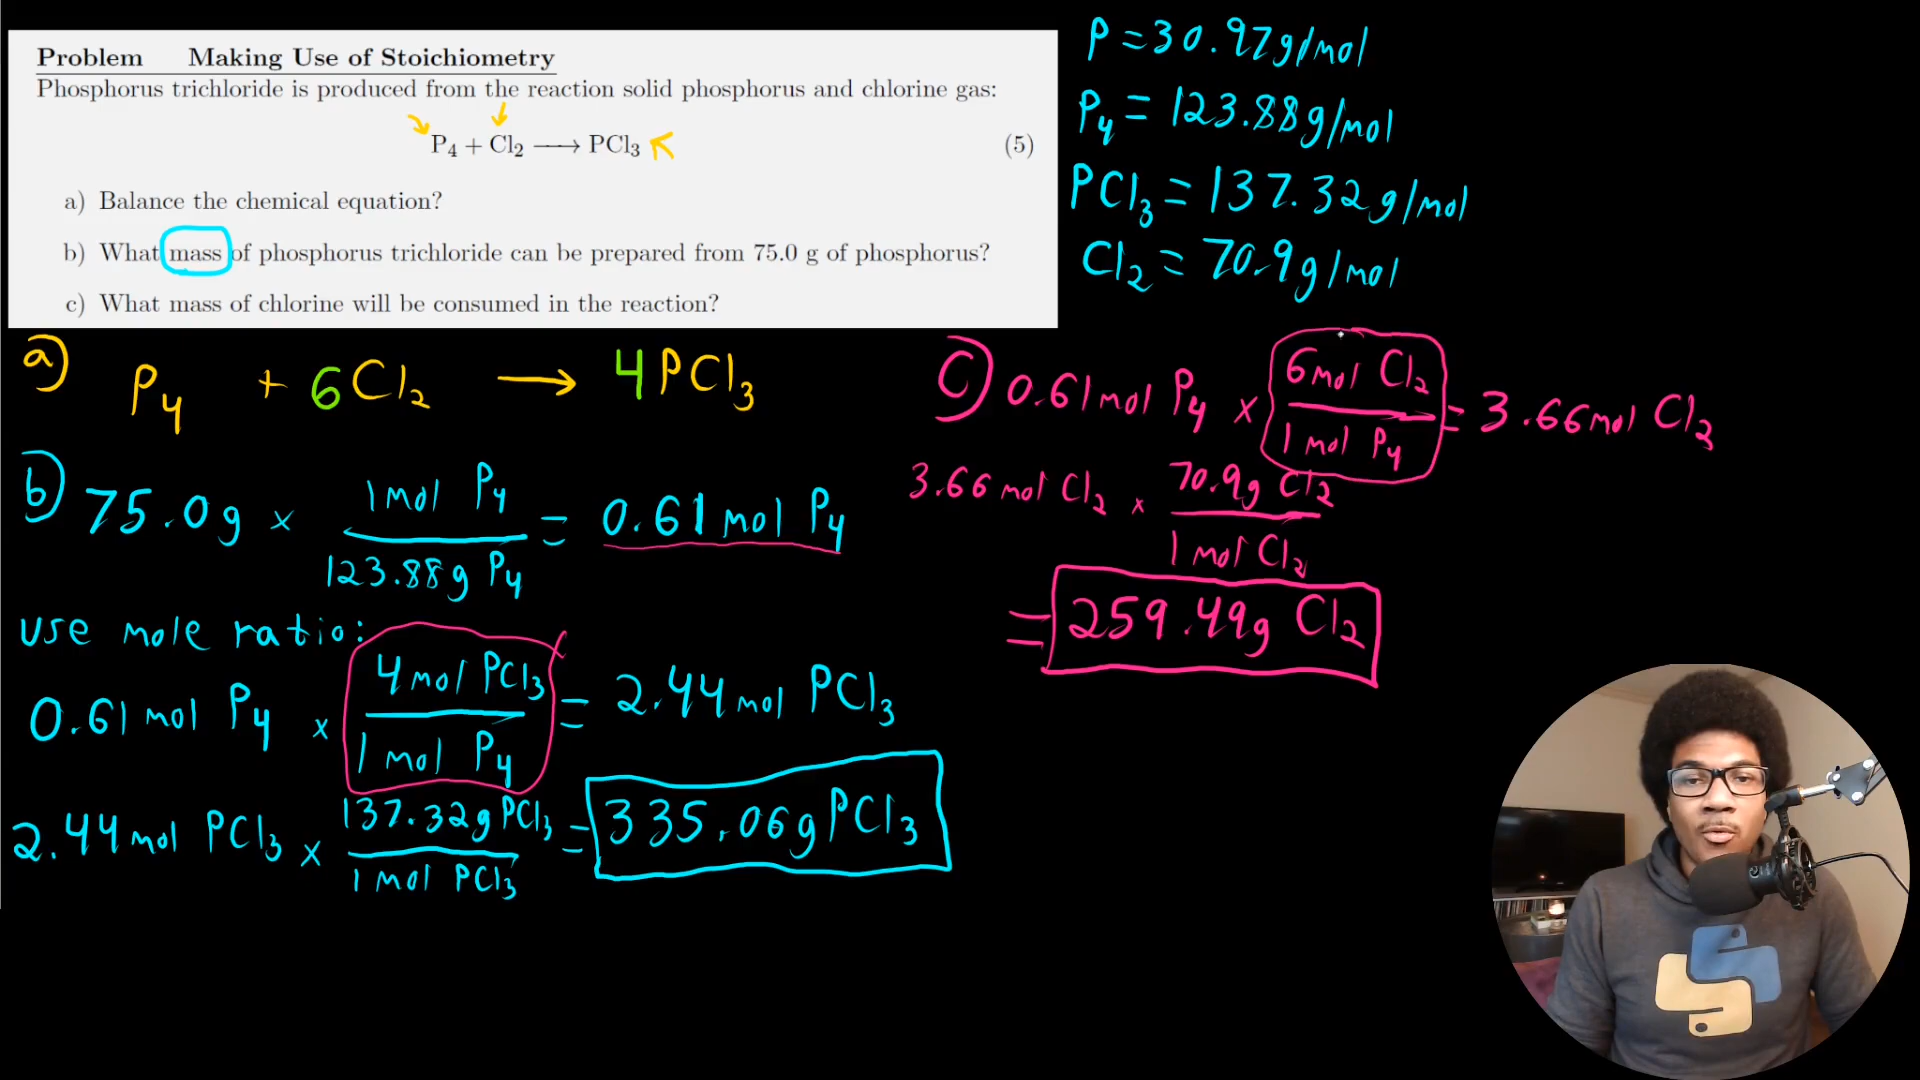 Problem Making Use of Stoichiometry
Phosphorus trichloride is produced from the reaction solid phosphorus and chlorine gas:
P₄ + Cl₂ ⟶ PCl₃ (5)
a) Balance the chemical equation?
b) What mass of phosphorus trichloride can be prepared from 75.0 g of phosphorus?
c) What mass of chlorine will be consumed in the reaction?
P = 30.97g/mol
P₄ = 123.88g/mol
PCl₃ = 137.32g/mol
Cl₂ = 70.9g/mol
a) P₄ + 6Cl₂ → 4PCl₃
b) 75.0g × 1 mol P₄ / 123.88g P₄ = 0.61 mol P₄
use mole ratio:
0.61 mol P₄ × 4 mol PCl₃ / 1 mol P₄ = 2.44 mol PCl₃
2.44 mol PCl₃ × 137.32g PCl₃ / 1 mol PCl₃ = 335.06g PCl₃
c) 0.61 mol P₄ × 6 mol Cl₂ / 1 mol P₄ = 3.66 mol Cl₂
3.66 mol Cl₂ × 70.9g Cl₂ / 1 mol Cl₂
= 259.49g Cl₂